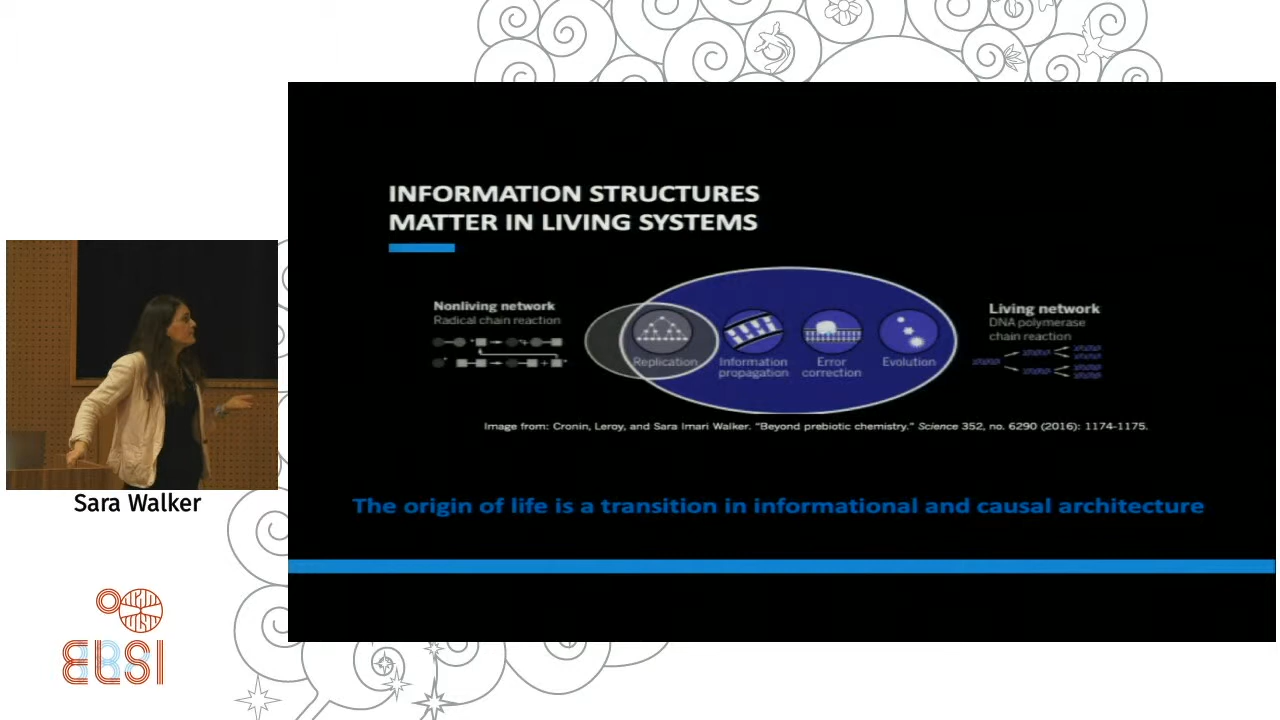 INFORMATION STRUCTURES
MATTER IN LIVING SYSTEMS
Nonliving network
Radical chain reaction
Replication
Information
propagation
Error
correction
Evolution
Living network
DNA polymerase
chain reaction
Image from: Cronin, Leroy, and Sara Imari Walker. "Beyond prebiotic chemistry." Science 352, no. 6290 (2016): 1174-1175.
The origin of life is a transition in informational and causal architecture
Sara Walker
ELSI